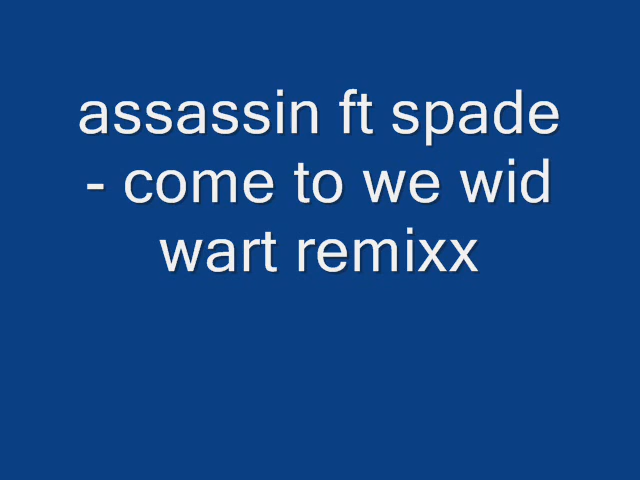 assassin ft spade
- come to we wid
wart remixx